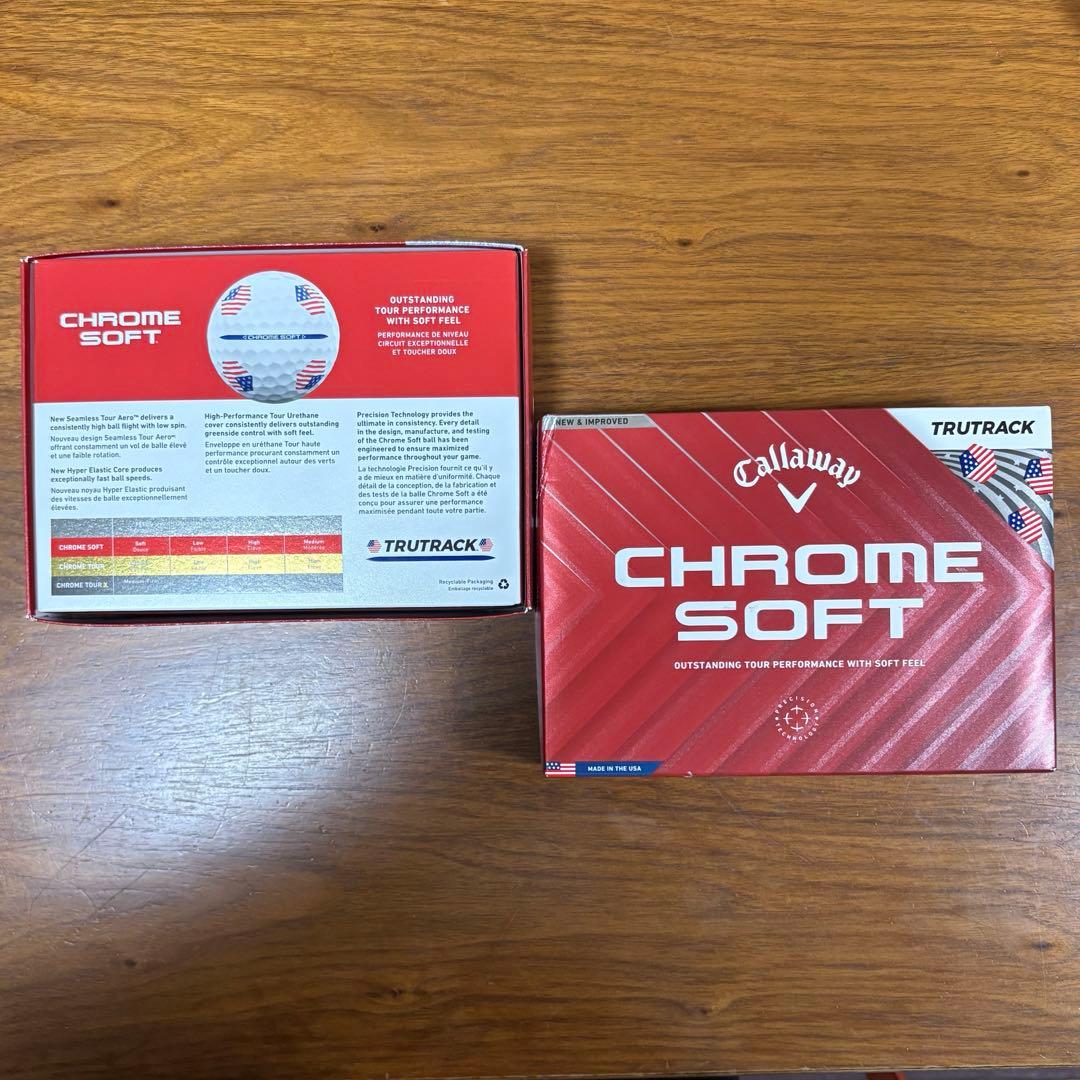 CHROME
SOFT
CHROME SOFT
OUTSTANDING
TOUR PERFORMANCE
WITH SOFT FEEL
PERFORMANCE DE NIVEAU
CIRCUIT EXCEPTIONNELLE
ET TOUCHER DOUX
New Seamless Tour Aero™ delivers a
consistently high ball flight with low spin.
Nouveau design Seamless Tour Aero™
offrant constamment un vol de balle élevé
et une faible rotation.
New Hyper Elastic Core produces
exceptionally fast ball speeds.
Nouveau noyau Hyper Elastic produisant
des vitesses de balle exceptionnellement
élevées.
High-Performance Tour Urethane
cover consistently delivers outstanding
greenside control with soft feel.
Enveloppe en uréthane Tour haute
performance procurant constamment un
contrôle exceptionnel autour des verts
et un toucher doux.
Precision Technology provides the
ultimate in consistency. Every detail
in the design, manufacture, and testing
of the Chrome Soft ball has been
engineered to ensure maximized
performance throughout your game.
La technologie Precision fournit ce qu'il y
a de mieux en matière d'uniformité. Chaque
détail de la conception, de la fabrication et
des tests de la balle Chrome Soft a été
conçu pour assurer une performance
maximisée pendant toute votre partie.
CHROME SOFT Soft Low High Medium
Douce Faible Élevé Modérée
CHROME TOUR Low High High
CHROME TOUR X Medium-Firm
TRUTRACK
Recyclable Packaging
Emballage recyclable
NEW & IMPROVED
TRUTRACK
Callaway
CHROME
SOFT
OUTSTANDING TOUR PERFORMANCE WITH SOFT FEEL
PRECISION TECHNOLOGY
MADE IN THE USA